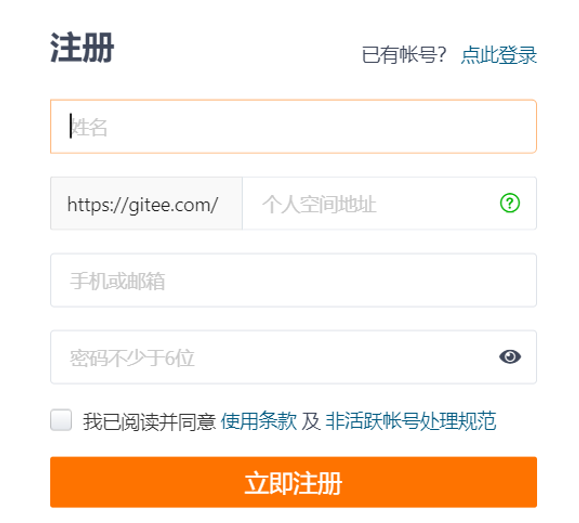 注册
已有帐号？ 点此登录
姓名
https://gitee.com/ 个人空间地址
手机或邮箱
密码不少于6位
我已阅读并同意 使用条款 及 非活跃帐号处理规范
立即注册